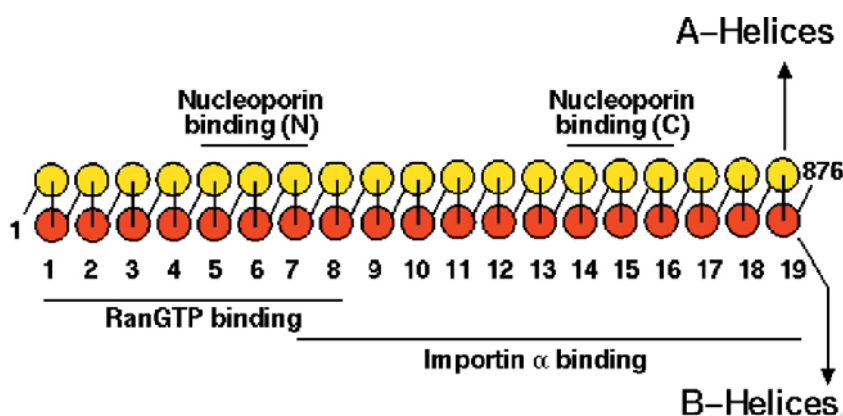 A–Helices
Nucleoporin
binding (N)
Nucleoporin
binding (C)
876
1
1 2 3 4 5 6 7 8 9 10 11 12 13 14 15 16 17 18 19
RanGTP binding
Importin α binding
B–Helices